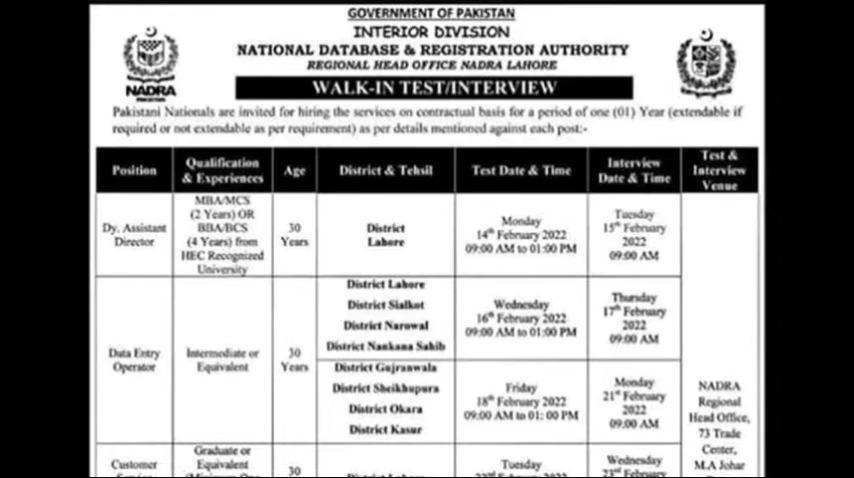 GOVERNMENT OF PAKISTAN
INTERIOR DIVISION
NATIONAL DATABASE & REGISTRATION AUTHORITY
REGIONAL HEAD OFFICE NADRA LAHORE
WALK-IN TEST/INTERVIEW
NADRA
PAKISTAN
Pakistani Nationals are invited for hiring the services on contractual basis for a period of one (01) Year (extendable if
required or not extendable as per requirement) as per details mentioned against each post:-
Position
Qualification
& Experiences
Age
District & Tehsil
Test Date & Time
Interview
Date & Time
Test &
Interview
Venue
Dy. Assistant
Director
MBA/MCS
(2 Years) OR
BBA/BCS
(4 Years) from
HEC Recognized
University
30
Years
District
Lahore
Monday
14th February 2022
09:00 AM to 01:00 PM
Tuesday
15th February
2022
09:00 AM
Data Entry
Operator
Intermediate or
Equivalent
30
Years
District Lahore
District Sialkot
District Narowal
District Nankana Sahib
Wednesday
16th February 2022
09:00 AM to 01:00 PM
Thursday
17th February
2022
09:00 AM
District Gujranwala
District Sheikhupura
District Okara
District Kasur
Friday
18th February 2022
09:00 AM to 01: 00 PM
Monday
21st February
2022
09:00 AM
NADRA
Regional
Head Office,
73 Trade
Center,
M.A Johar
Customer
Graduate or
Equivalent
30
Tuesday
Wednesday